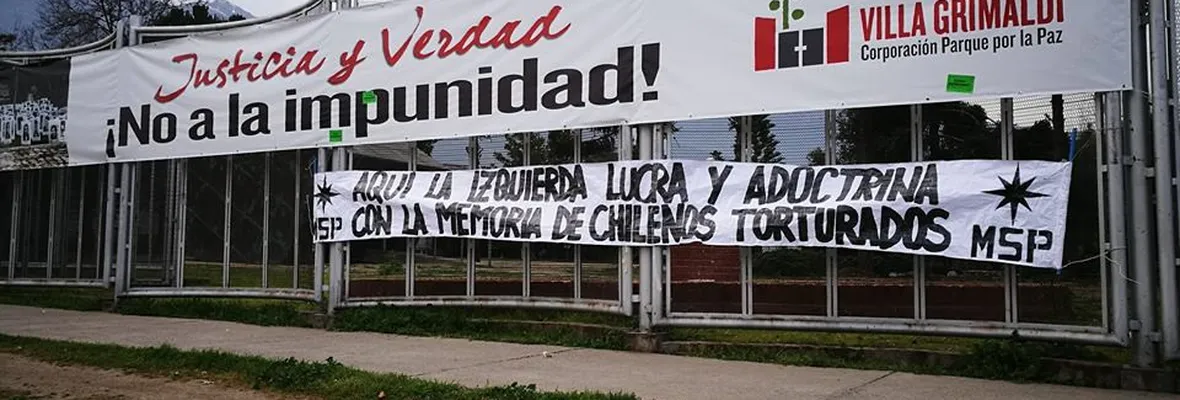 Justicia y Verdad
¡No a la impunidad!
VILLA GRIMALDI
Corporación Parque por la Paz
AQUÍ LA IZQUIERDA LUCRA Y ADOCTRINA
CON LA MEMORIA DE CHILENOS TORTURADOS
MSP
MSP